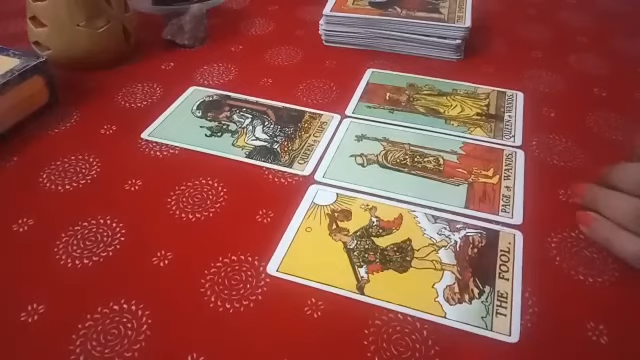 QUEEN of CUPS.
QUEEN of WANDS.
PAGE of WANDS.
THE FOOL.